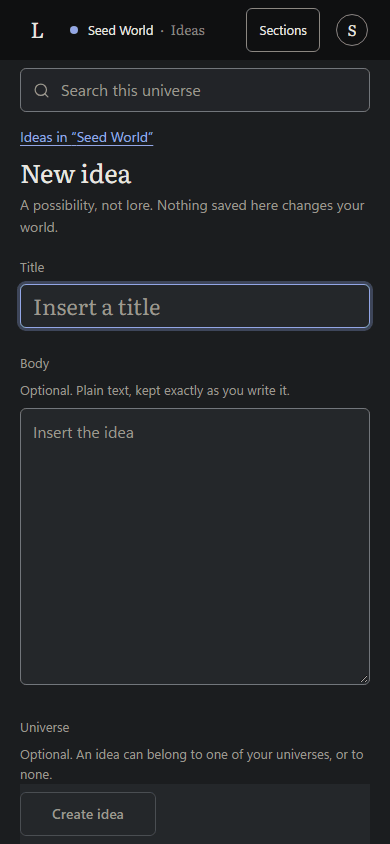 L
Seed World · Ideas
Sections
S
Search this universe
Ideas in “Seed World”
New idea
A possibility, not lore. Nothing saved here changes your
world.
Title
Insert a title
Body
Optional. Plain text, kept exactly as you write it.
Insert the idea
Universe
Optional. An idea can belong to one of your universes, or to
none.
Create idea